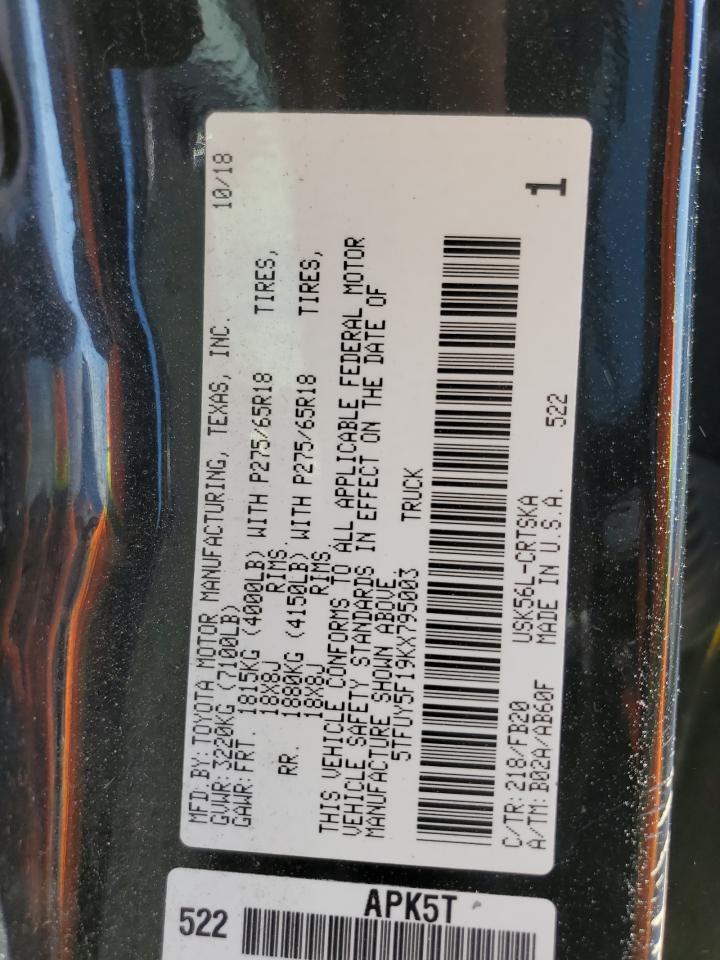 MFD BY: TOYOTA MOTOR MANUFACTURING, TEXAS, INC. 10/18
GVWR: 3220KG (7100LB)
GAWR: FRT. 1815KG (4000LB) WITH P275/65R18 TIRES,
18X8J RIMS.
RR. 1880KG (4150LB) WITH P275/65R18 TIRES,
18X8J RIMS
THIS VEHICLE CONFORMS TO ALL APPLICABLE FEDERAL MOTOR
VEHICLE SAFETY STANDARDS IN EFFECT ON THE DATE OF
MANUFACTURE SHOWN ABOVE.
5TFUY5F19KX795003 TRUCK
1
C/TR: 218/FB20 USK56L-CRTSKA 522
A/TM: B02A/AB60F MADE IN U.S.A.
522 APK5T